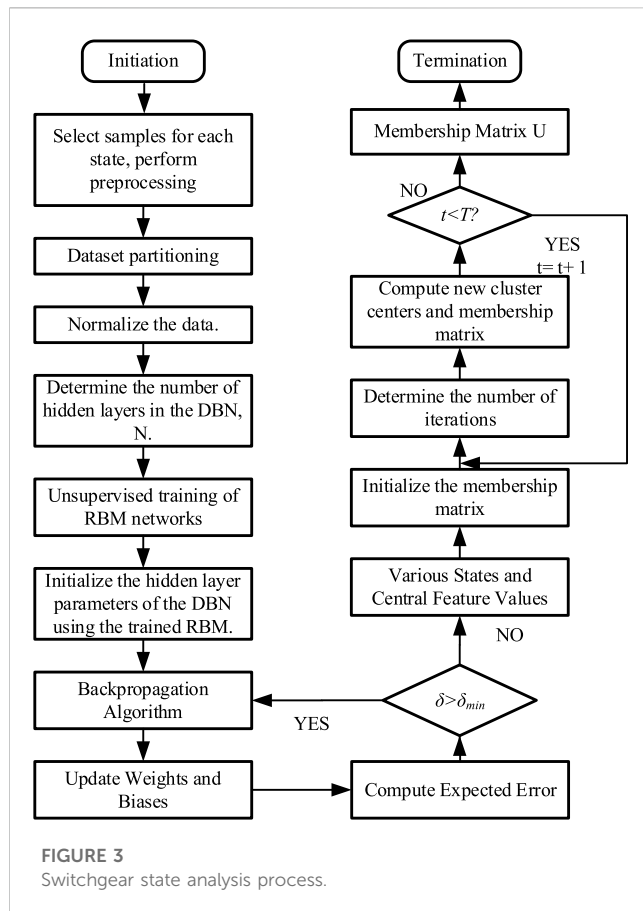 Initiation
Select samples for each
state, perform
preprocessing
Dataset partitioning
Normalize the data.
Determine the number of
hidden layers in the DBN,
N.
Unsupervised training of
RBM networks
Initialize the hidden layer
parameters of the DBN
using the trained RBM.
Backpropagation
Algorithm
Update Weights and
Biases
Termination
Membership Matrix U
NO
t<T?
YES
t= t+ 1
Compute new cluster
centers and membership
matrix
Determine the number of
iterations
Initialize the membership
matrix
Various States and
Central Feature Values
NO
δ>δmin
YES
Compute Expected Error
FIGURE 3
Switchgear state analysis process.